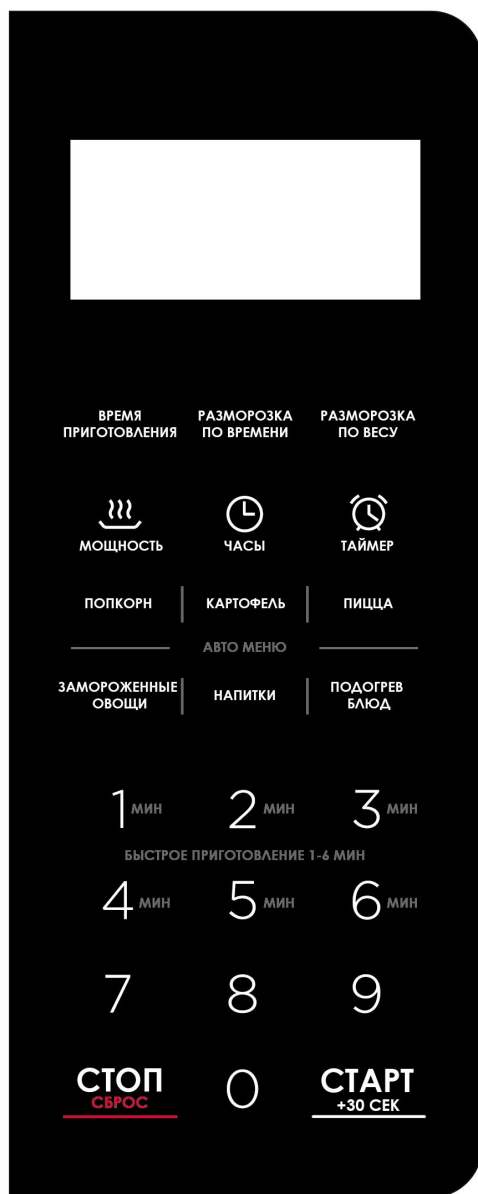 ВРЕМЯ ПРИГОТОВЛЕНИЯ
РАЗМОРОЗКА ПО ВРЕМЕНИ
РАЗМОРОЗКА ПО ВЕСУ
МОЩНОСТЬ
ЧАСЫ
ТАЙМЕР
ПОПКОРН
КАРТОФЕЛЬ
ПИЦЦА
АВТО МЕНЮ
ЗАМОРОЖЕННЫЕ ОВОЩИ
НАПИТКИ
ПОДОГРЕВ БЛЮД
1 МИН
2 МИН
3 МИН
БЫСТРОЕ ПРИГОТОВЛЕНИЕ 1-6 МИН
4 МИН
5 МИН
6 МИН
7
8
9
СТОП
СБРОС
0
СТАРТ
+30 СЕК